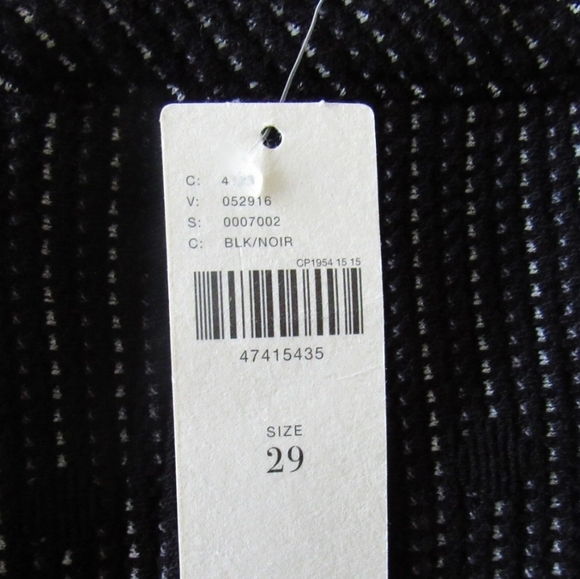 C: 4
V: 052916
S: 0007002
C: BLK/NOIR
CP1954 15 15
47415435
SIZE
29